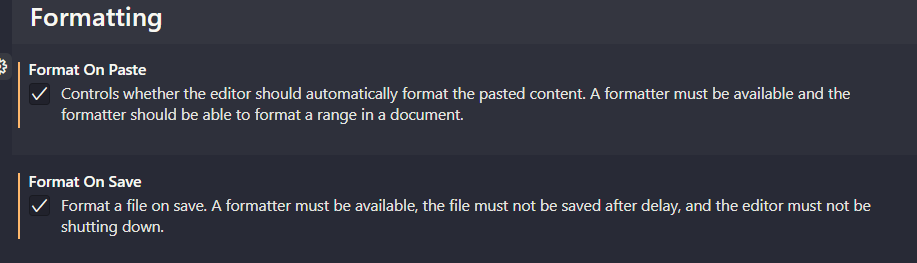 Formatting
Format On Paste
Controls whether the editor should automatically format the pasted content. A formatter must be available and the
formatter should be able to format a range in a document.
Format On Save
Format a file on save. A formatter must be available, the file must not be saved after delay, and the editor must not be
shutting down.